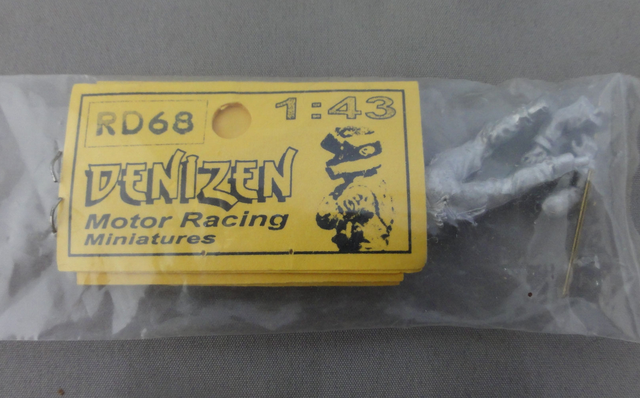 RD68
1:43
DENIZEN
Motor Racing
Miniatures